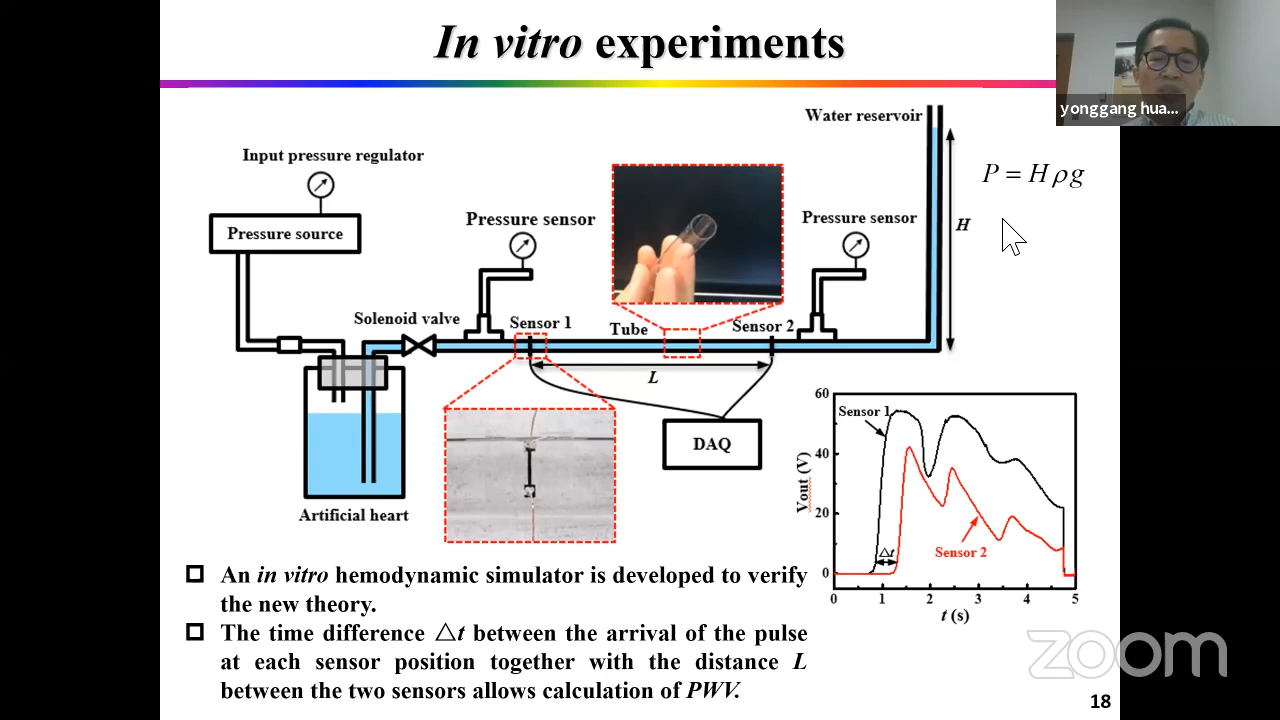 In vitro experiments
yonggang hua...
Water reservoir
Input pressure regulator
P = Hρg
Pressure sensor
Pressure sensor
H
Pressure source
Solenoid valve
Sensor 1
Tube
Sensor 2
L
DAQ
Artificial heart
60
40
20
0
Vout (V)
Sensor 1
Sensor 2
△t
0
1
2
3
4
5
t (s)
An in vitro hemodynamic simulator is developed to verify
the new theory.
The time difference △t between the arrival of the pulse
at each sensor position together with the distance L
between the two sensors allows calculation of PWV.
zoom
18